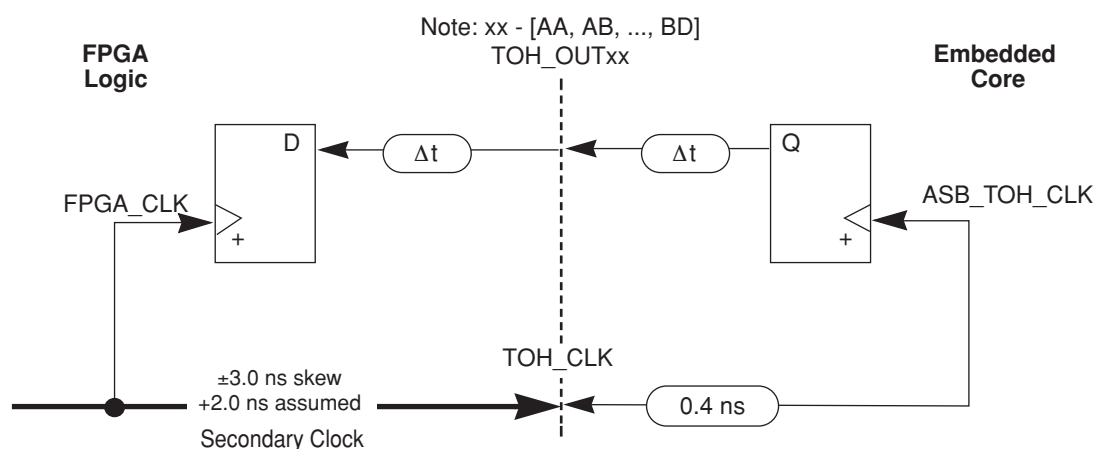 Note: xx - [AA, AB, ..., BD]
TOH_OUTxx
FPGA
Logic
Embedded
Core
D
Δt
Δt
Q
FPGA_CLK
ASB_TOH_CLK
+
+
TOH_CLK
±3.0 ns skew
+2.0 ns assumed
0.4 ns
Secondary Clock